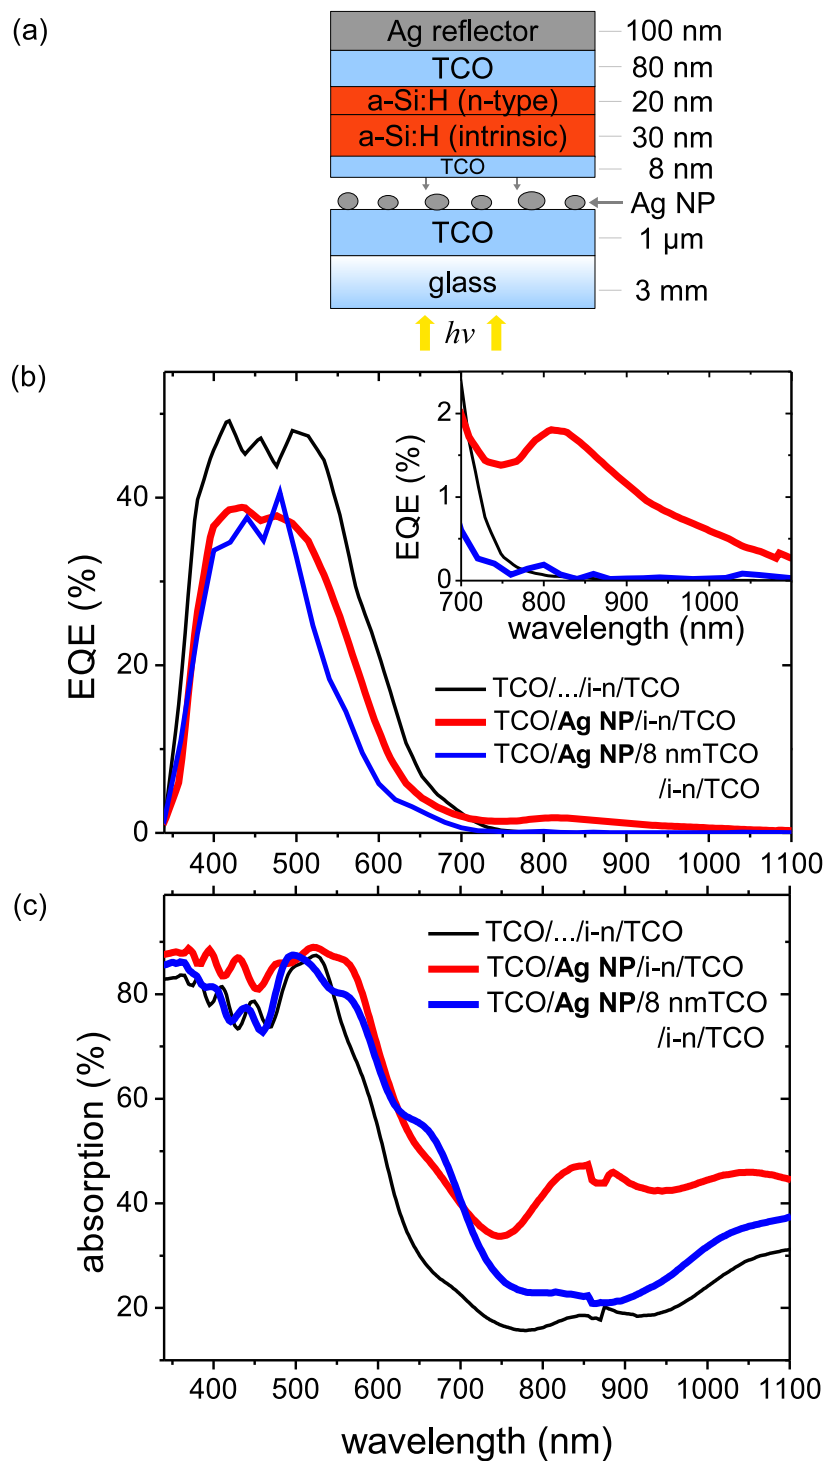 (a)
Ag reflector 100 nm
TCO 80 nm
a-Si:H (n-type) 20 nm
a-Si:H (intrinsic) 30 nm
TCO 8 nm
Ag NP
TCO 1 µm
glass 3 mm
hν
(b)
EQE (%)
40
20
0
400 500 600 700 800 900 1000 1100
EQE (%)
2
1
0
700 800 900 1000
wavelength (nm)
TCO/.../i-n/TCO
TCO/Ag NP/i-n/TCO
TCO/Ag NP/8 nmTCO
/i-n/TCO
(c)
absorption (%)
80
60
40
20
TCO/.../i-n/TCO
TCO/Ag NP/i-n/TCO
TCO/Ag NP/8 nmTCO
/i-n/TCO
400 500 600 700 800 900 1000 1100
wavelength (nm)